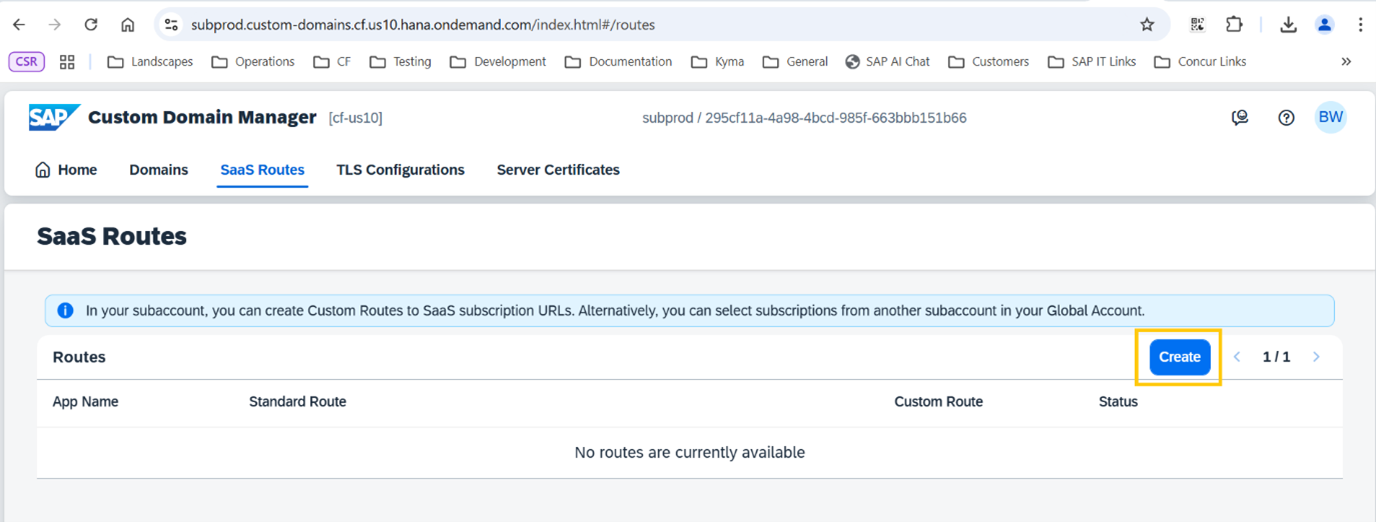 subprod.custom-domains.cf.us10.hana.ondemand.com/index.html#/routes
CSR Landscapes Operations CF Testing Development Documentation Kyma General SAP AI Chat Customers SAP IT Links Concur Links »
SAP Custom Domain Manager [cf-us10] subprod / 295cf11a-4a98-4bcd-985f-663bbb151b66 BW
Home Domains SaaS Routes TLS Configurations Server Certificates
SaaS Routes
In your subaccount, you can create Custom Routes to SaaS subscription URLs. Alternatively, you can select subscriptions from another subaccount in your Global Account.
Routes Create 1 / 1
App Name Standard Route Custom Route Status
No routes are currently available